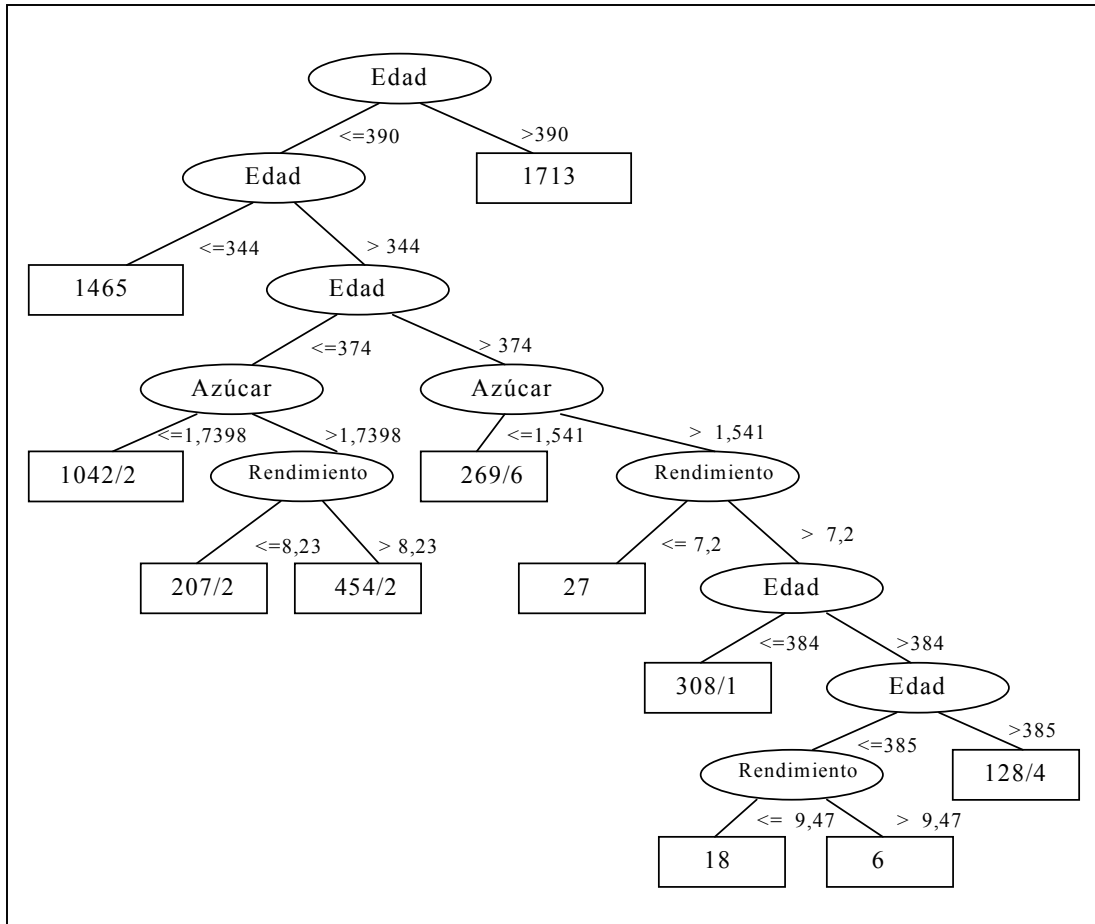 Edad
<=390 >390
Edad 1713
<=344 > 344
1465 Edad
<=374 > 374
Azúcar Azúcar
<=1,7398 >1,7398 <=1,541 > 1,541
1042/2 Rendimiento 269/6 Rendimiento
<=8,23 > 8,23 <= 7,2 > 7,2
207/2 454/2 27 Edad
<=384 >384
308/1 Edad
<=385 >385
Rendimiento 128/4
<= 9,47 > 9,47
18 6